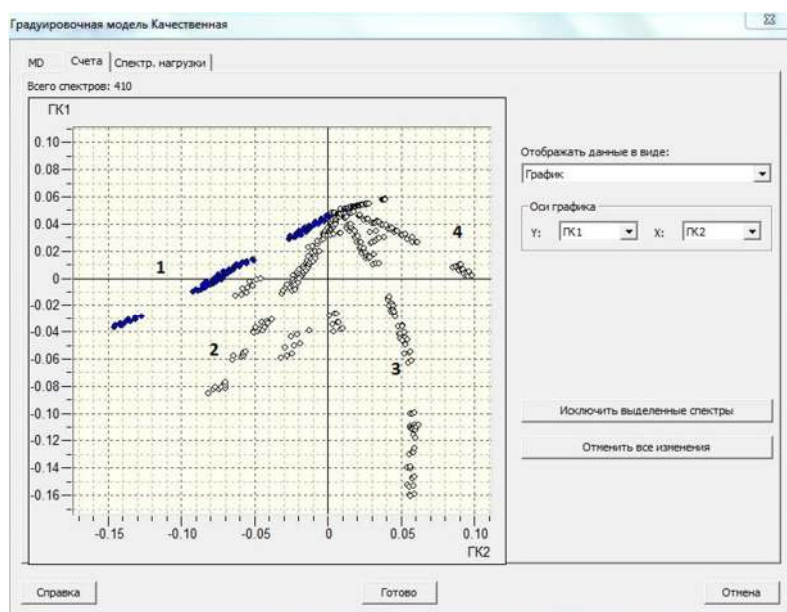 Градуировочная модель Качественная
MD Счета Спектр. нагрузки
Всего спектров: 410
ГК1
0.10
0.08
0.06
0.04
0.02
0
-0.02
-0.04
-0.06
-0.08
-0.10
-0.12
-0.14
-0.16
1
2
3
4
-0.15 -0.10 -0.05 0 0.05 0.10
ГК2
Отображать данные в виде:
График
Оси графика
Y: ПК1 X: ПК2
Исключить выделенные спектры
Отменить все изменения
Справка Готово Отмена